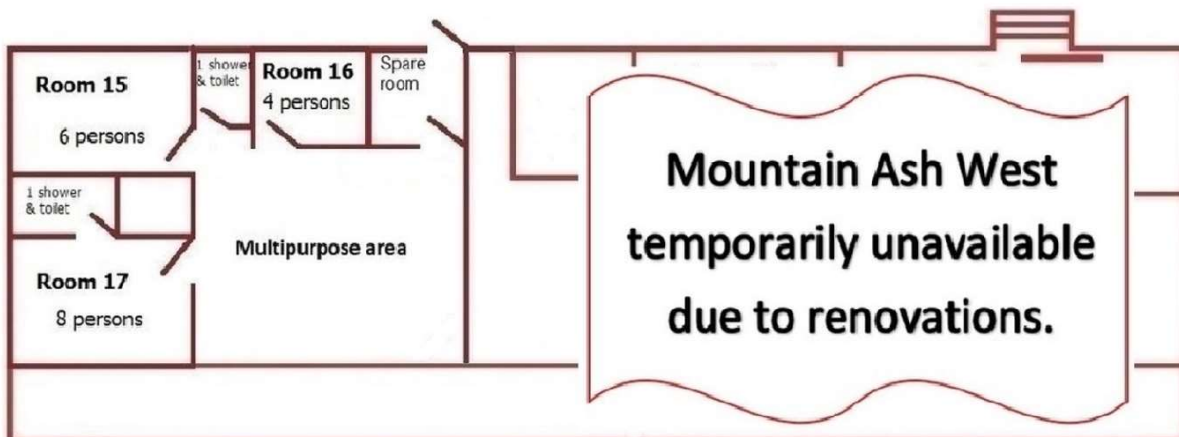 Room 15
6 persons
1 shower
& toilet
Room 16
4 persons
Spare
room
1 shower
& toilet
Room 17
8 persons
Multipurpose area
Mountain Ash West
temporarily unavailable
due to renovations.